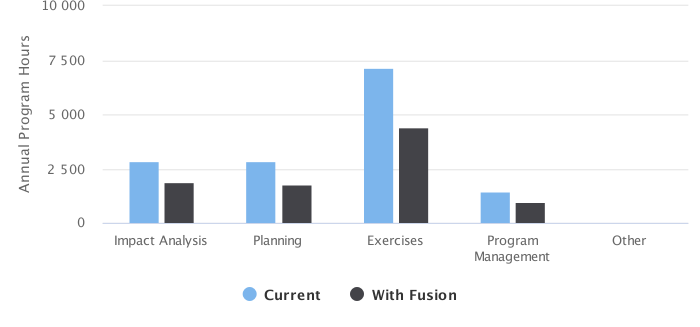 10 000
7 500
5 000
2 500
0
Annual Program Hours
Impact Analysis
Planning
Exercises
Program
Management
Other
Current
With Fusion